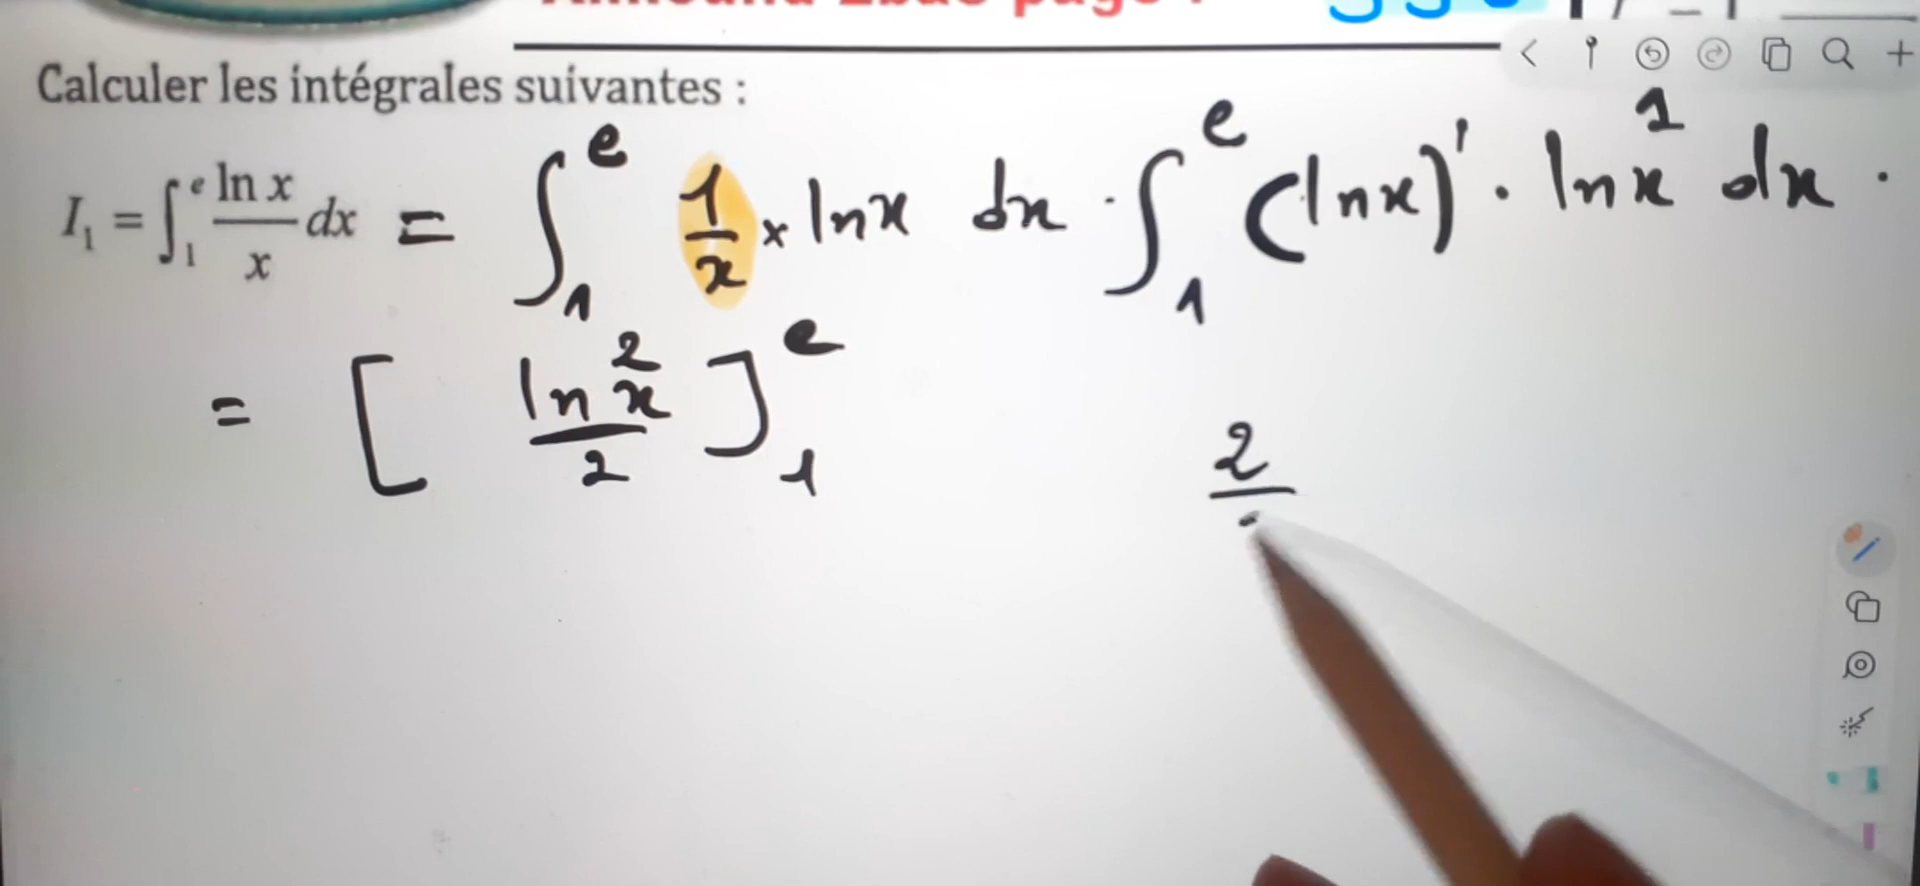 Calculer les intégrales suivantes :
I₁ = ∫₁ᵉ ln x / x dx = ∫₁ᵉ 1/x × ln x dx · ∫₁ᵉ (ln x)' · ln¹x dx ·
= [ ln²x / 2 ]₁ᵉ
2